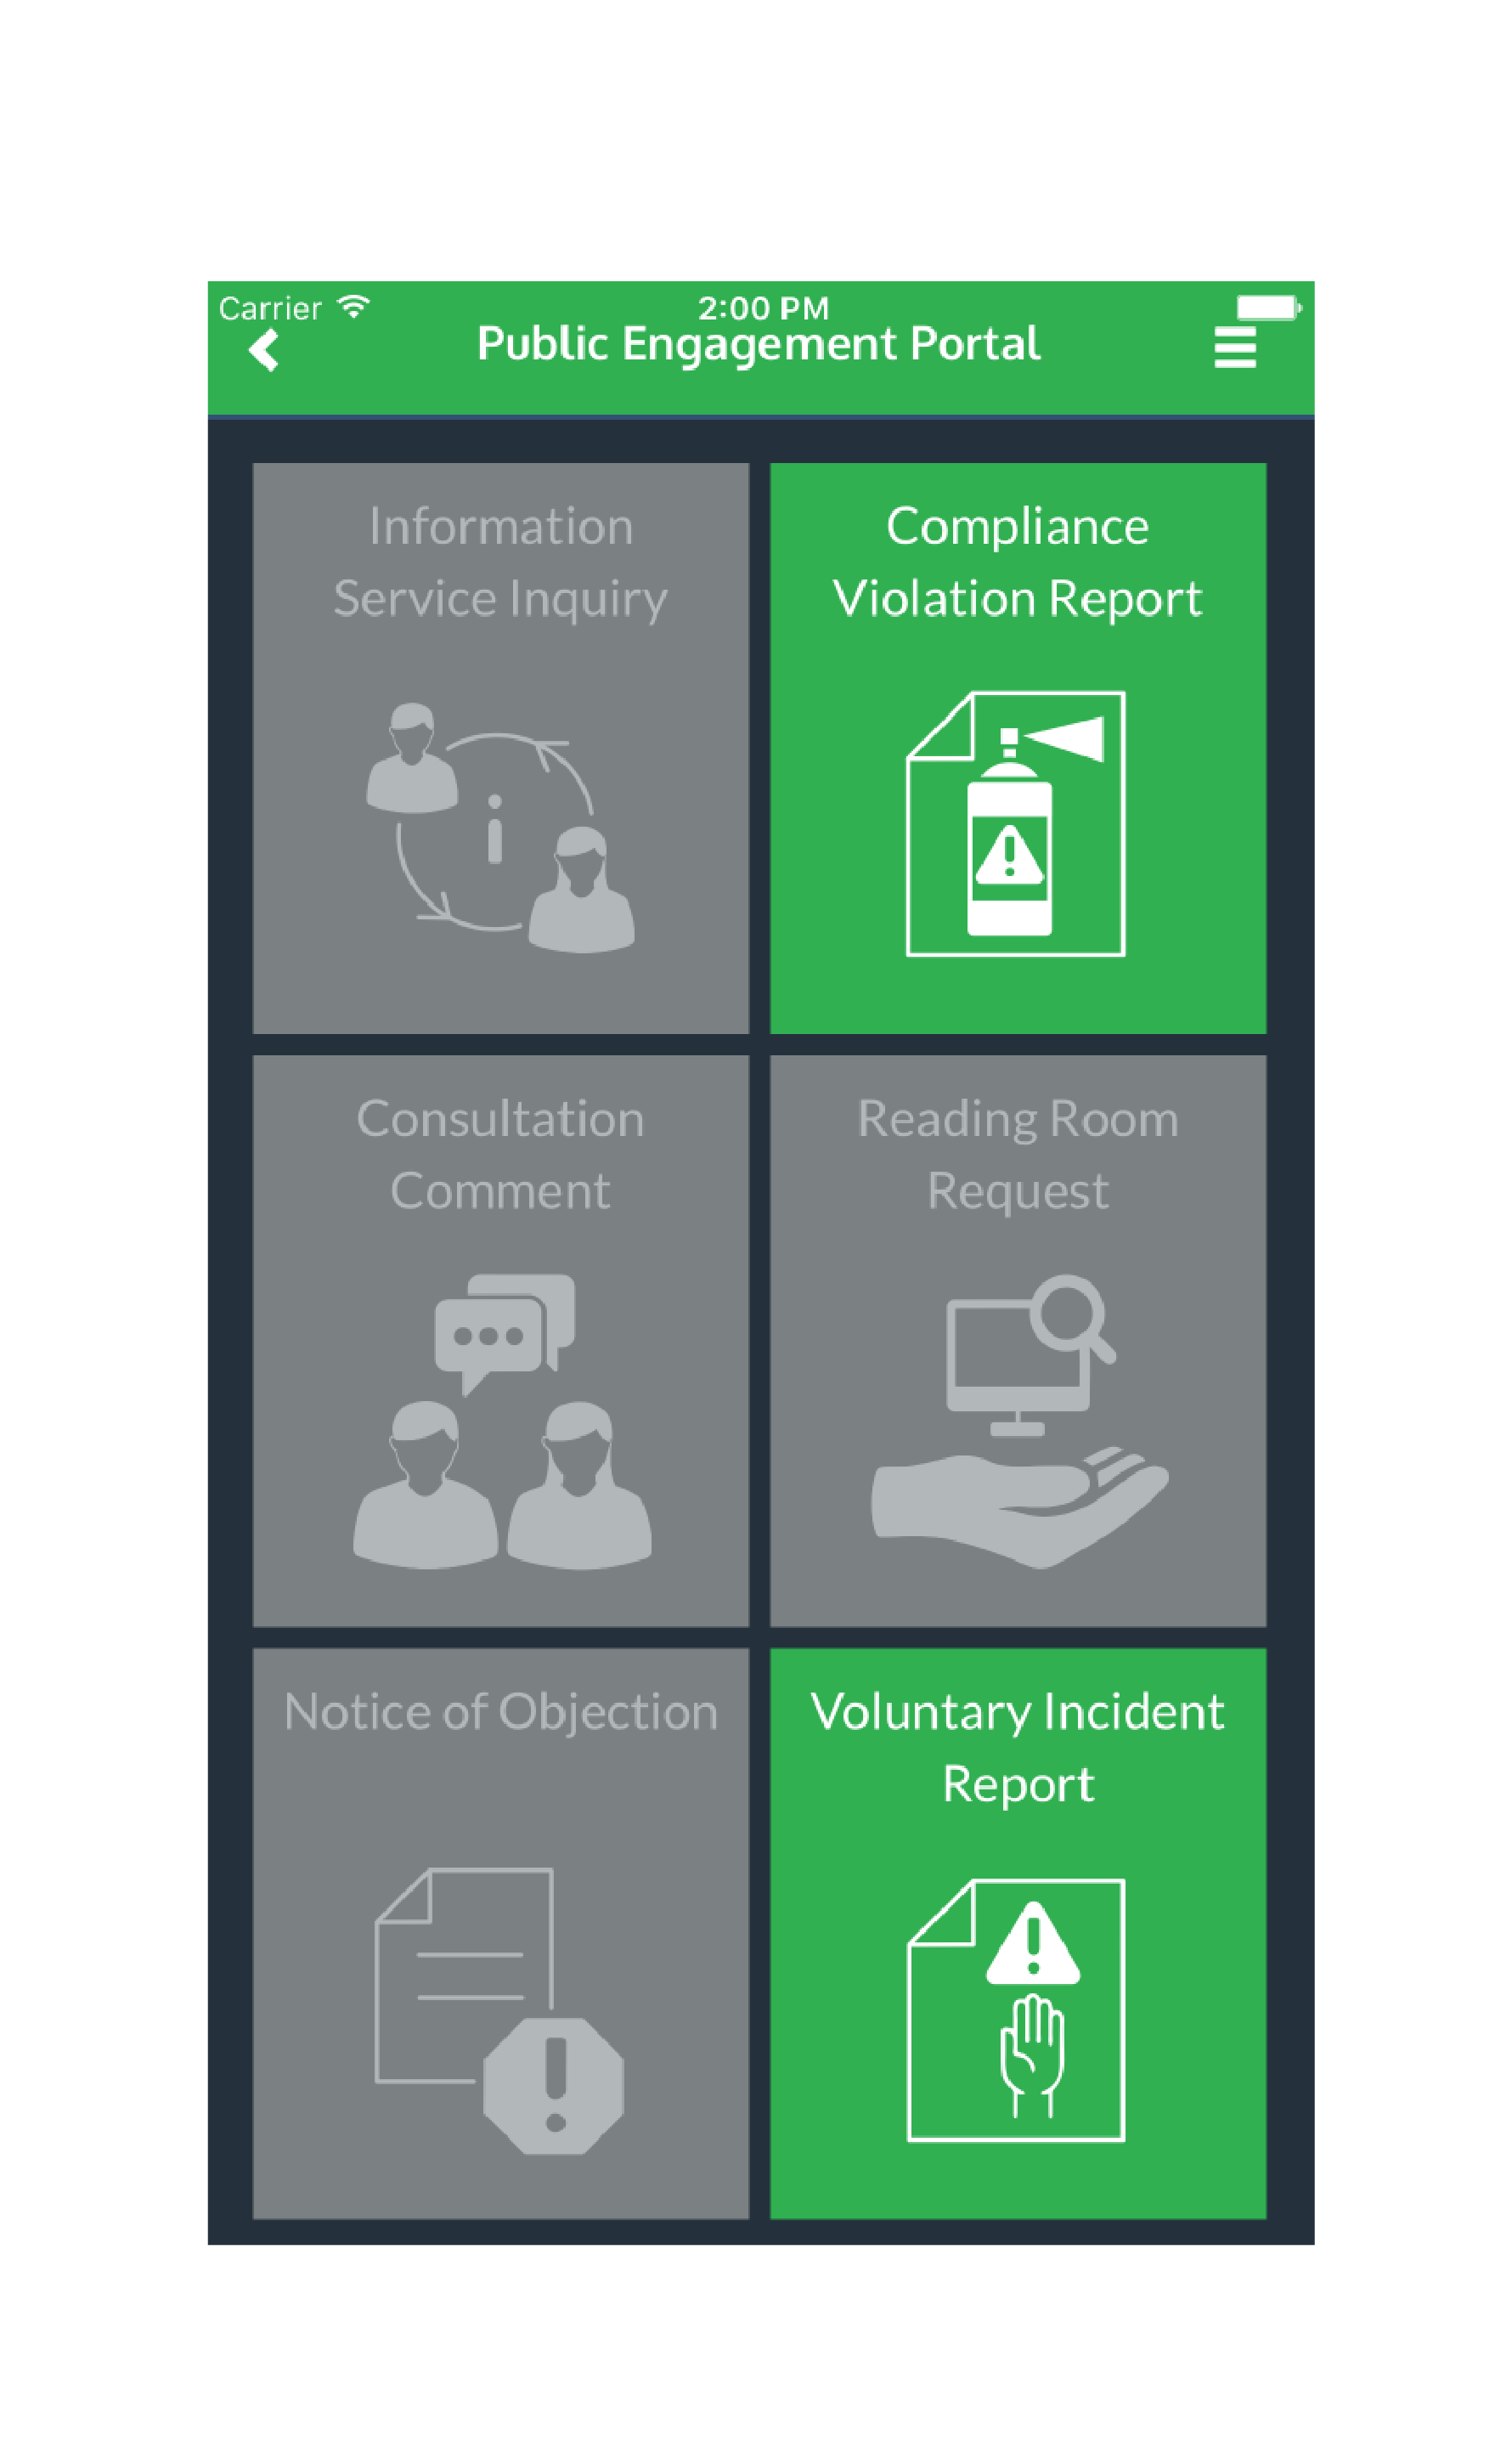 Carrier 2:00 PM
Public Engagement Portal
Information
Service Inquiry
Compliance
Violation Report
Consultation
Comment
Reading Room
Request
Notice of Objection
Voluntary Incident
Report